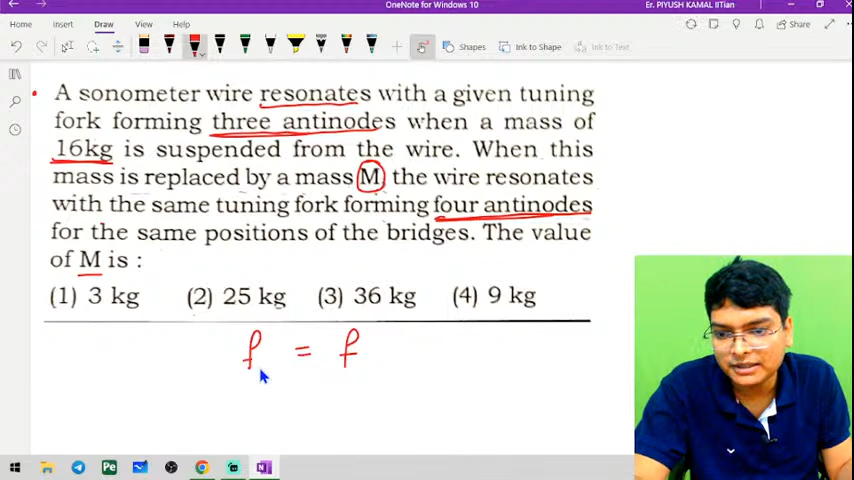 OneNote for Windows 10
Er. PIYUSH KAMAL IITian
Home Insert Draw View Help Share
Shapes Ink to Shape Ink to Text
A sonometer wire resonates with a given tuning
fork forming three antinodes when a mass of
16kg is suspended from the wire. When this
mass is replaced by a mass M, the wire resonates
with the same tuning fork forming four antinodes
for the same positions of the bridges. The value
of M is :
(1) 3 kg (2) 25 kg (3) 36 kg (4) 9 kg
f = f
Pe